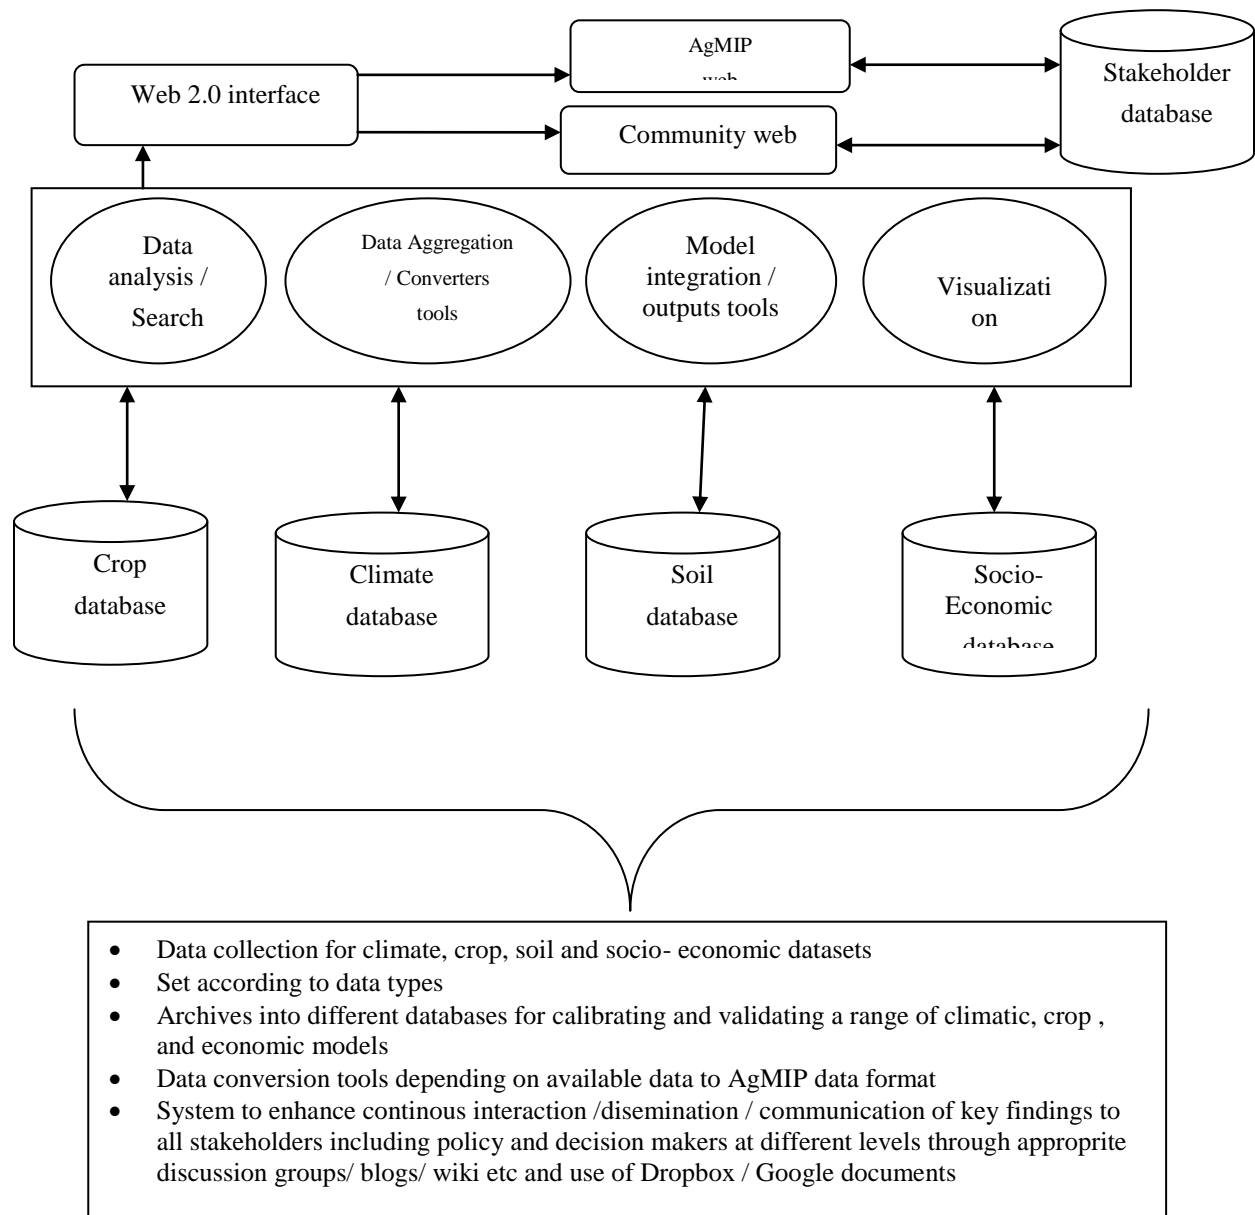 AgMIP
Web 2.0 interface
Community web
Stakeholder
database
Data
analysis /
Search
Data Aggregation
/ Converters
tools
Model
integration /
outputs tools
Visualizati
on
Crop
database
Climate
database
Soil
database
Socio-
Economic
database
• Data collection for climate, crop, soil and socio- economic datasets
• Set according to data types
• Archives into different databases for calibrating and validating a range of climatic, crop ,
and economic models
• Data conversion tools depending on available data to AgMIP data format
• System to enhance continous interaction /disemination / communication of key findings to
all stakeholders including policy and decision makers at different levels through approprite
discussion groups/ blogs/ wiki etc and use of Dropbox / Google documents